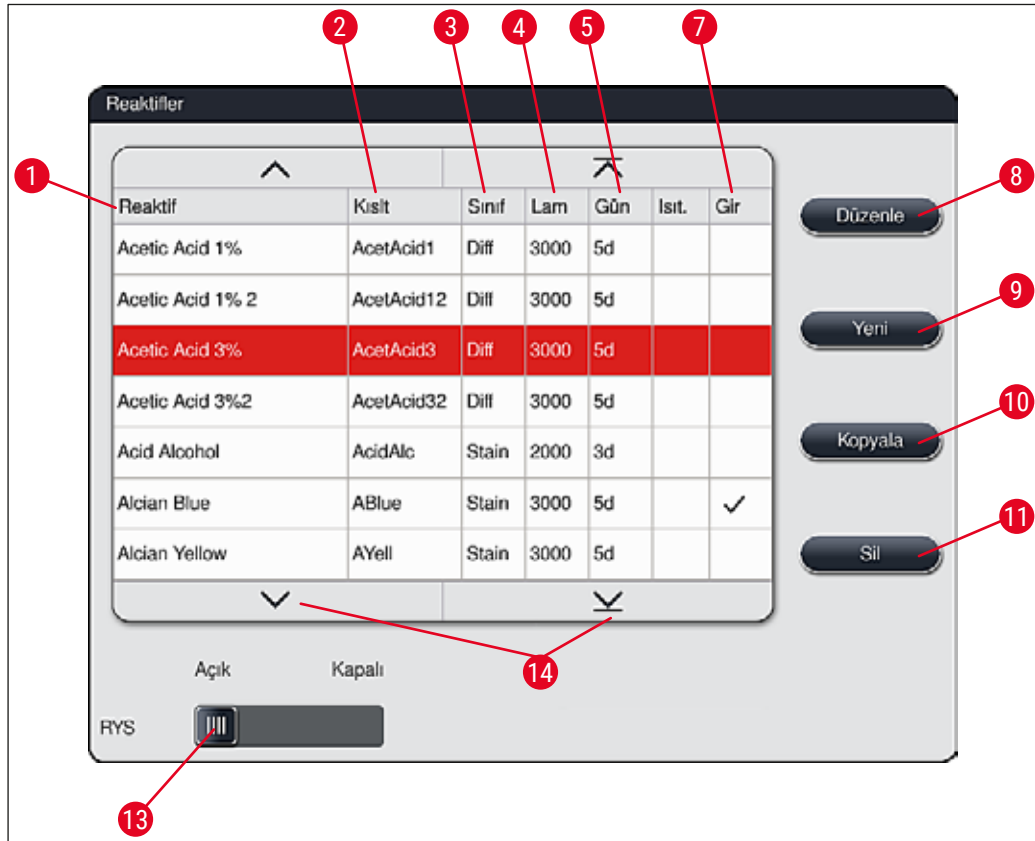 2 3 4 5 7
Reaktifler
1
8
Reaktif Kıslt Sınıf Lam Gün Isıt. Gir
Düzenle
Acetic Acid 1% AcetAcid1 Diff 3000 5d
Acetic Acid 1% 2 AcetAcid12 Diff 3000 5d
9
Yeni
Acetic Acid 3% AcetAcid3 Diff 3000 5d
Acetic Acid 3%2 AcetAcid32 Diff 3000 5d
10
Kopyala
Acid Alcohol AcidAlc Stain 2000 3d
Alcian Blue ABlue Stain 3000 5d ✓
11
Sil
Alcian Yellow AYell Stain 3000 5d
14
Açık Kapalı
RYS
13